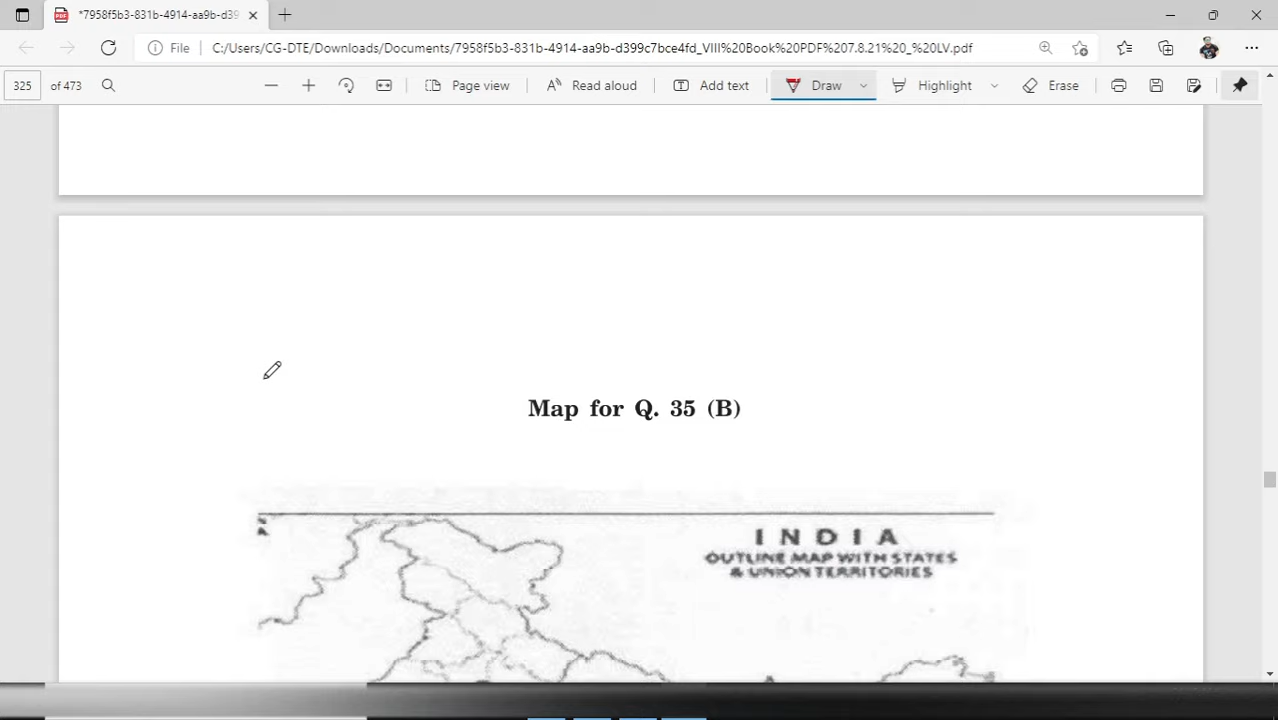 *7958f5b3-831b-4914-aa9b-d39
File
C:/Users/CG-DTE/Downloads/Documents/7958f5b3-831b-4914-aa9b-d399c7bce4fd_VIII%20Book%20PDF%207.8.21%20_%20LV.pdf
325 of 473
Page view
Read aloud
Add text
Draw
Highlight
Erase
Map for Q. 35 (B)
INDIA
OUTLINE MAP WITH STATES
& UNION TERRITORIES